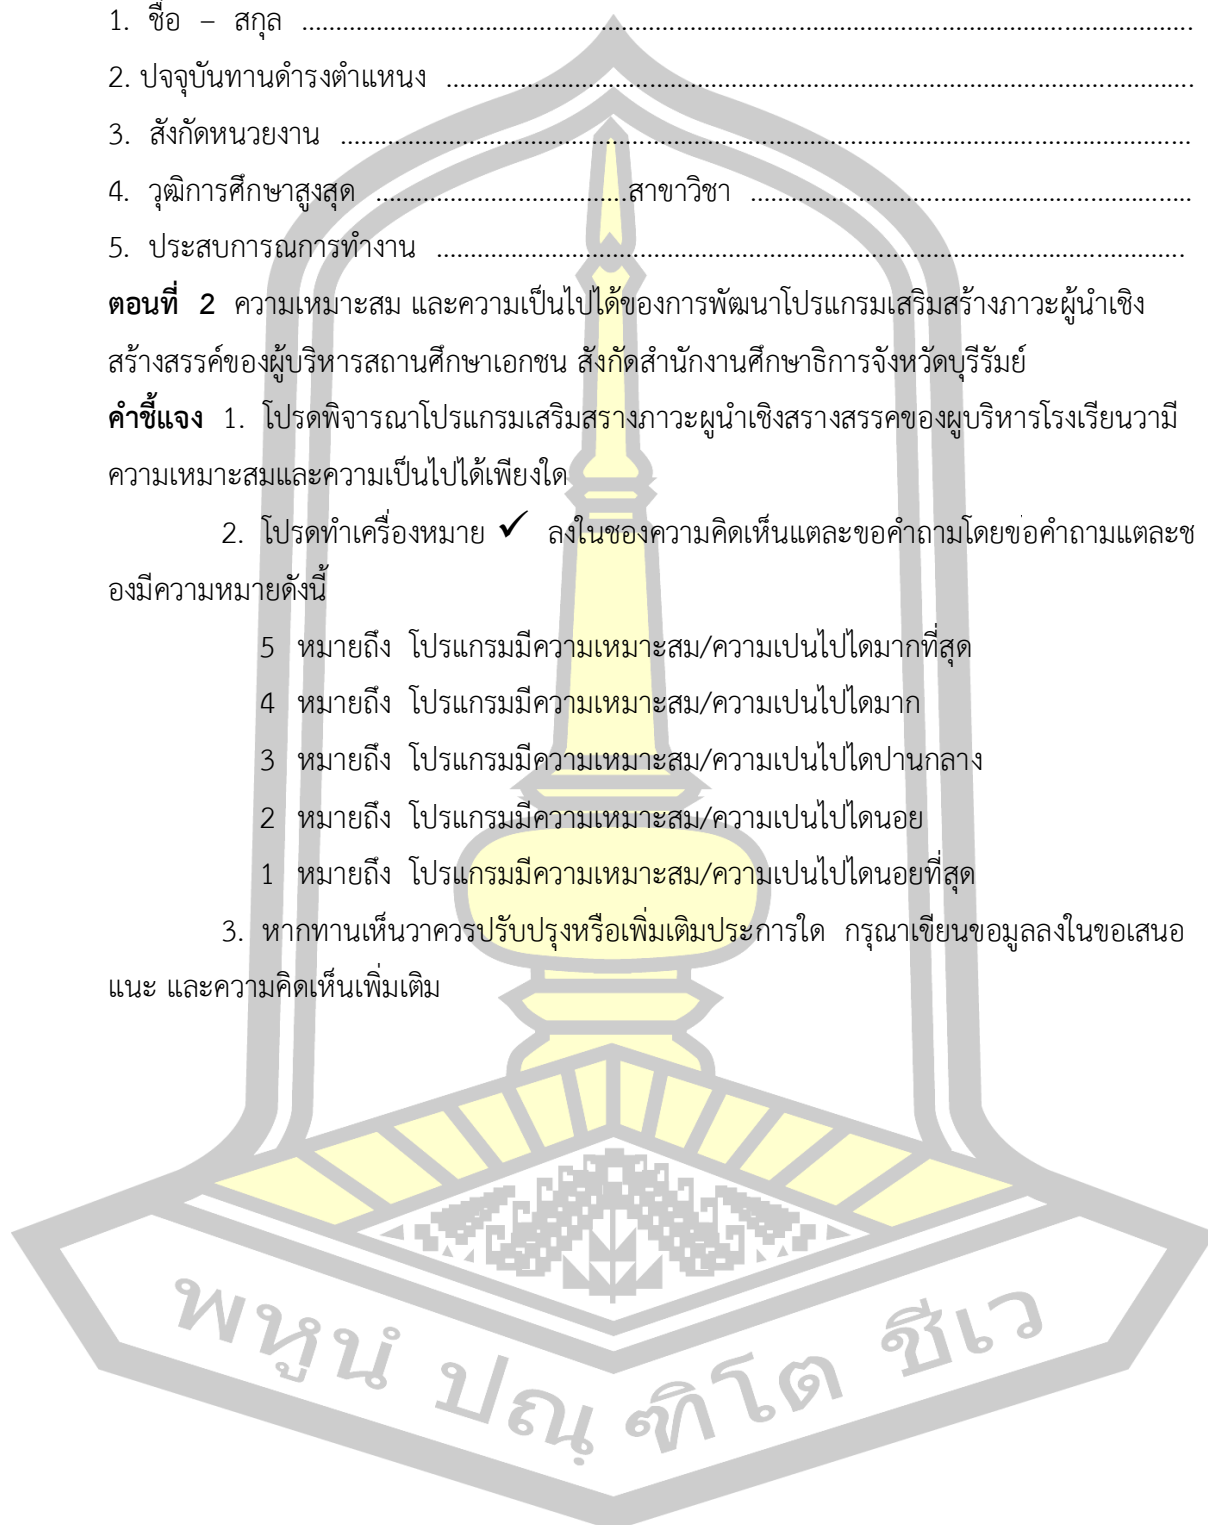 1. ชื่อ – สกุล ........................................................................................................................
2. ปจจุบันทานดํารงตําแหนง ....................................................................................................
3. สังกัดหนวยงาน ..................................................................................................................
4. วุฒิการศึกษาสูงสุด ..................................สาขาวิชา ...........................................................
5. ประสบการณการทํางาน ....................................................................................................
ตอนที่ 2 ความเหมาะสม และความเป็นไปได้ของการพัฒนาโปรแกรมเสริมสร้างภาวะผู้นำเชิง
สร้างสรรค์ของผู้บริหารสถานศึกษาเอกชน สังกัดสำนักงานศึกษาธิการจังหวัดบุรีรัมย์
คำชี้แจง 1. โปรดพิจารณาโปรแกรมเสริมสรางภาวะผูนําเชิงสรางสรรคของผูบริหารโรงเรียนวามี
ความเหมาะสมและความเป็นไปได้เพียงใด
2. โปรดทําเครื่องหมาย ✓ ลงในชองความคิดเห็นแตละขอคําถามโดยข่อคําถามแตละช
องมีความหมายดังนี้
5 หมายถึง โปรแกรมมีความเหมาะสม/ความเปนไปไดมากที่สุด
4 หมายถึง โปรแกรมมีความเหมาะสม/ความเปนไปไดมาก
3 หมายถึง โปรแกรมมีความเหมาะสม/ความเปนไปไดปานกลาง
2 หมายถึง โปรแกรมมีความเหมาะสม/ความเปนไปไดนอย
1 หมายถึง โปรแกรมมีความเหมาะสม/ความเปนไปไดนอยที่สุด
3. หากทานเห็นวาควรปรับปรุงหรือเพิ่มเติมประการใด กรุณาเขียนขอมูลลงในขอเสนอ
แนะ และความคิดเห็นเพิ่มเติม
พหูนํ ปณฺฑิโต ชีเว